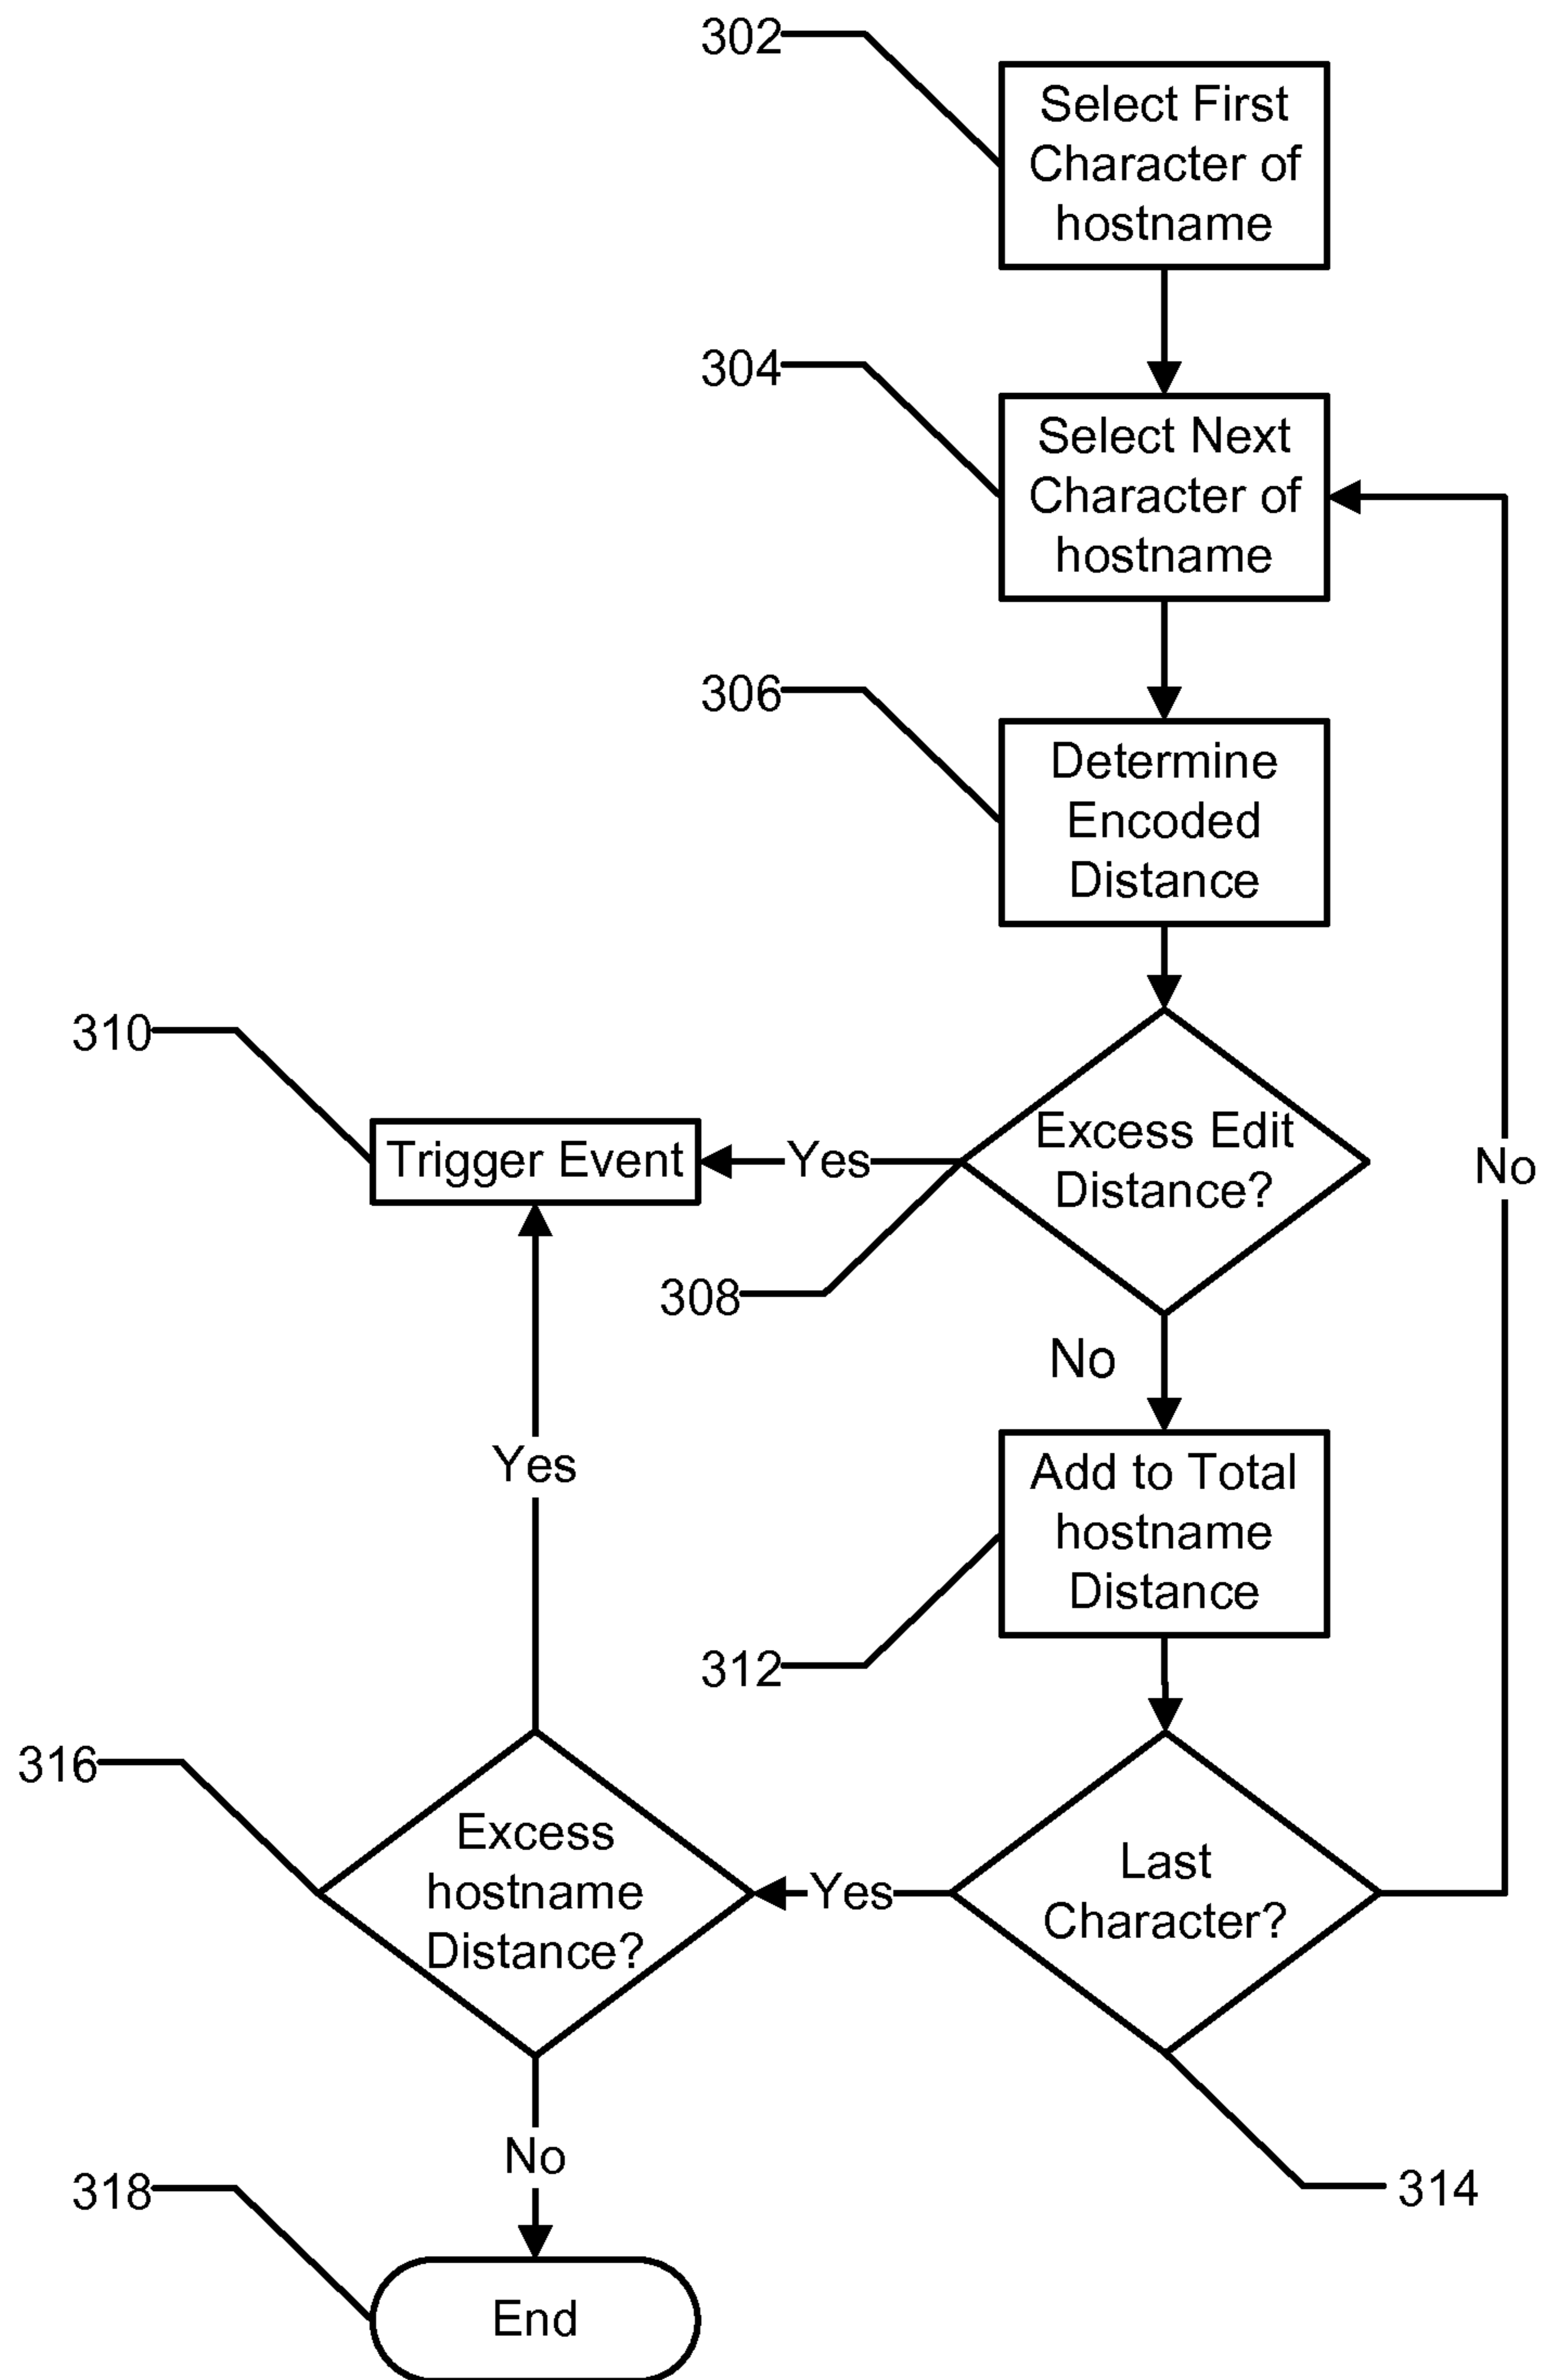 302
Select First
Character of
hostname
304
Select Next
Character of
hostname
306
Determine
Encoded
Distance
310
Trigger Event
Yes
Excess Edit
Distance?
No
308
No
Yes
Add to Total
hostname
Distance
312
316
Excess
hostname
Distance?
Yes
Last
Character?
No
318
314
End